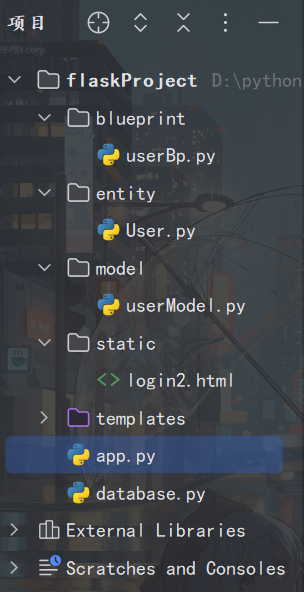 项目
flaskProject D:\python
blueprint
userBp.py
entity
User.py
model
userModel.py
static
login2.html
templates
app.py
database.py
External Libraries
Scratches and Consoles